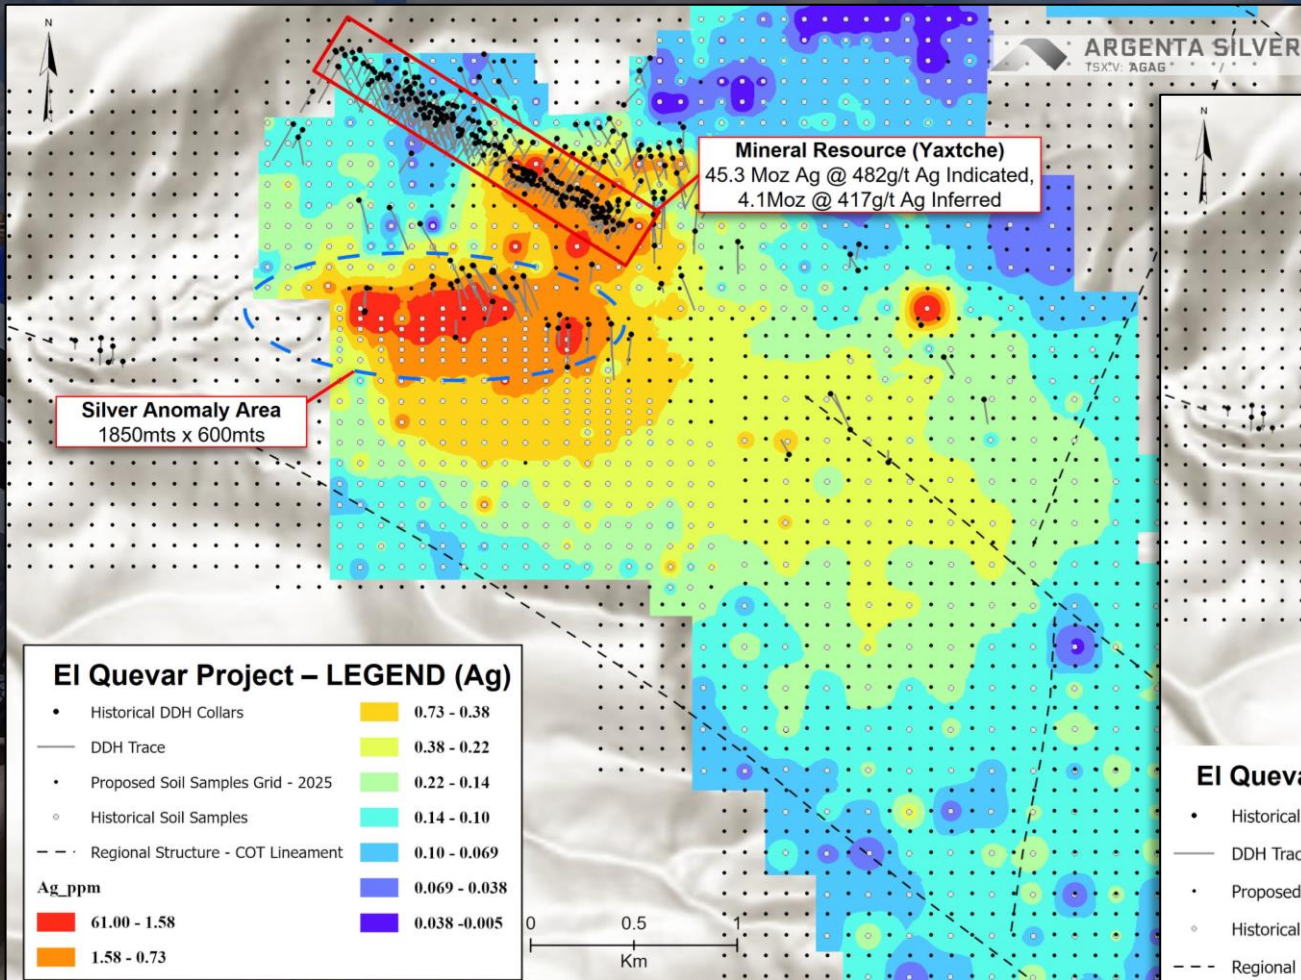 N
ARGENTA SILVER
TSX.V: AGAG
N
Mineral Resource (Yaxtche)
45.3 Moz Ag @ 482g/t Ag Indicated,
4.1Moz @ 417g/t Ag Inferred
Silver Anomaly Area
1850mts x 600mts
El Quevar Project – LEGEND (Ag)
Historical DDH Collars
DDH Trace
Proposed Soil Samples Grid - 2025
Historical Soil Samples
Regional Structure - COT Lineament
Ag_ppm
61.00 - 1.58
1.58 - 0.73
0.73 - 0.38
0.38 - 0.22
0.22 - 0.14
0.14 - 0.10
0.10 - 0.069
0.069 - 0.038
0.038 -0.005
0 0.5 1
Km
El Queva
Historical
DDH Trac
Proposed
Historical
Regional